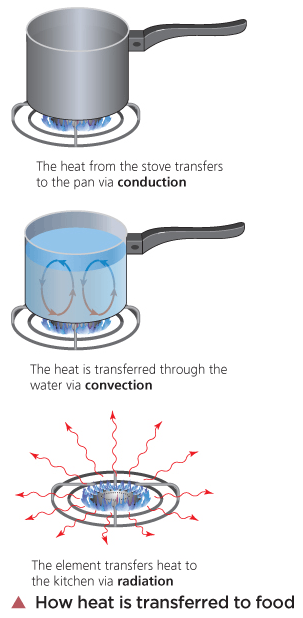 The heat from the stove transfers
to the pan via conduction
The heat is transferred through the
water via convection
The element transfers heat to
the kitchen via radiation
How heat is transferred to food